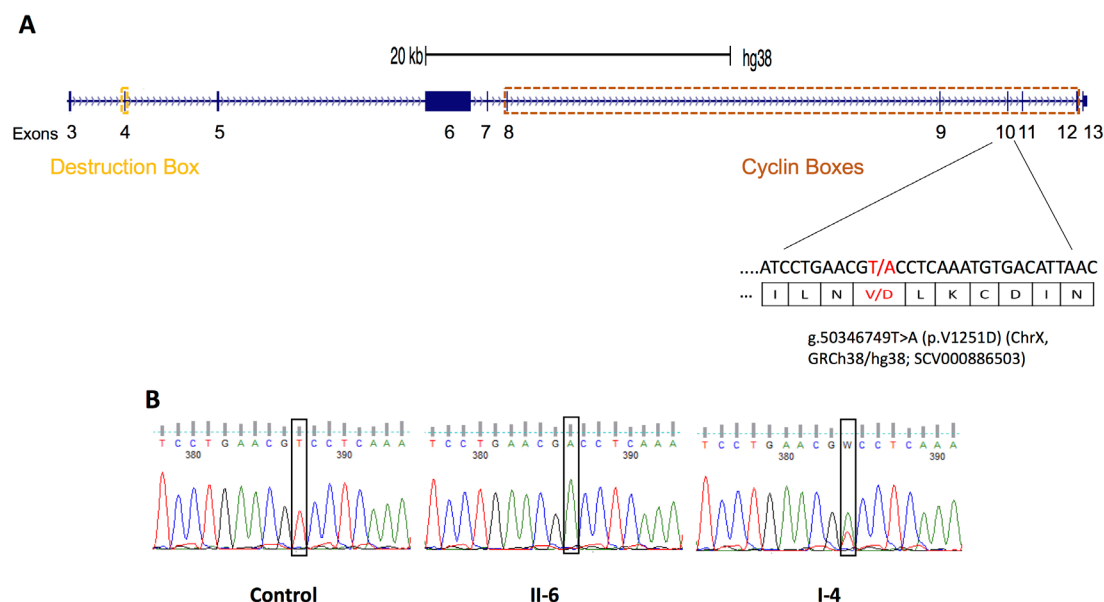 A
20 kb hg38
Exons 3 4 5 6 7 8 9 10 11 12 13
Destruction Box Cyclin Boxes
....ATCCTGAACGT/ACCTCAAATGTGACATTAAC
... I L N V/D L K C D I N
g.50346749T>A (p.V1251D) (ChrX,
GRCh38/hg38; SCV000886503)
B
T C C T G A A C G T C C T C A A A T C C T G A A C G A C C T C A A A T C C T G A A C G W C C T C A A A
380 390 380 390 380 390
Control II-6 I-4